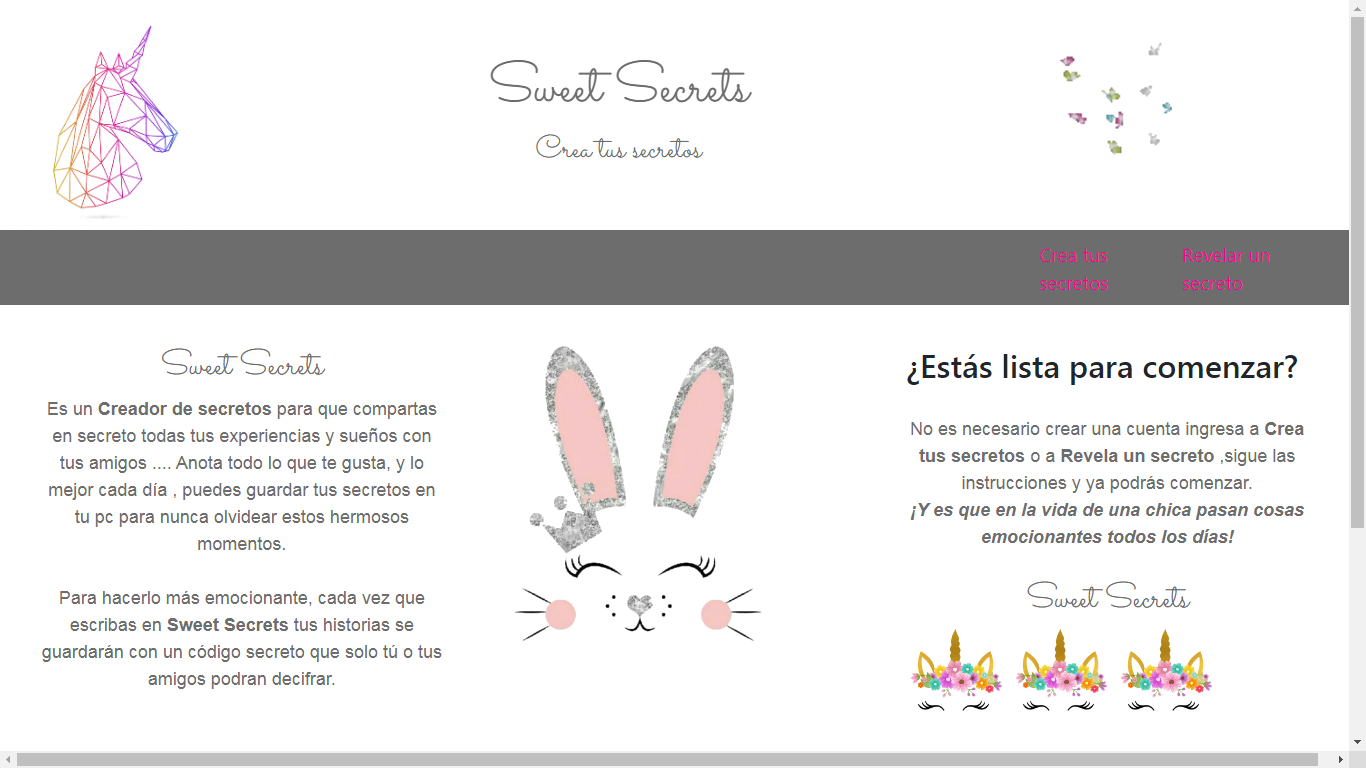 Sweet Secrets
Crea tus secretos
Crea tus
secretos
Revelar un
secreto
Sweet Secrets
Es un Creador de secretos para que compartas
en secreto todas tus experiencias y sueños con
tus amigos .... Anota todo lo que te gusta, y lo
mejor cada día , puedes guardar tus secretos en
tu pc para nunca olvidear estos hermosos
momentos.
Para hacerlo más emocionante, cada vez que
escribas en Sweet Secrets tus historias se
guardarán con un código secreto que solo tú o tus
amigos podran decifrar.
¿Estás lista para comenzar?
No es necesario crear una cuenta ingresa a Crea
tus secretos o a Revela un secreto ,sigue las
instrucciones y ya podrás comenzar.
¡Y es que en la vida de una chica pasan cosas
emocionantes todos los días!
Sweet Secrets